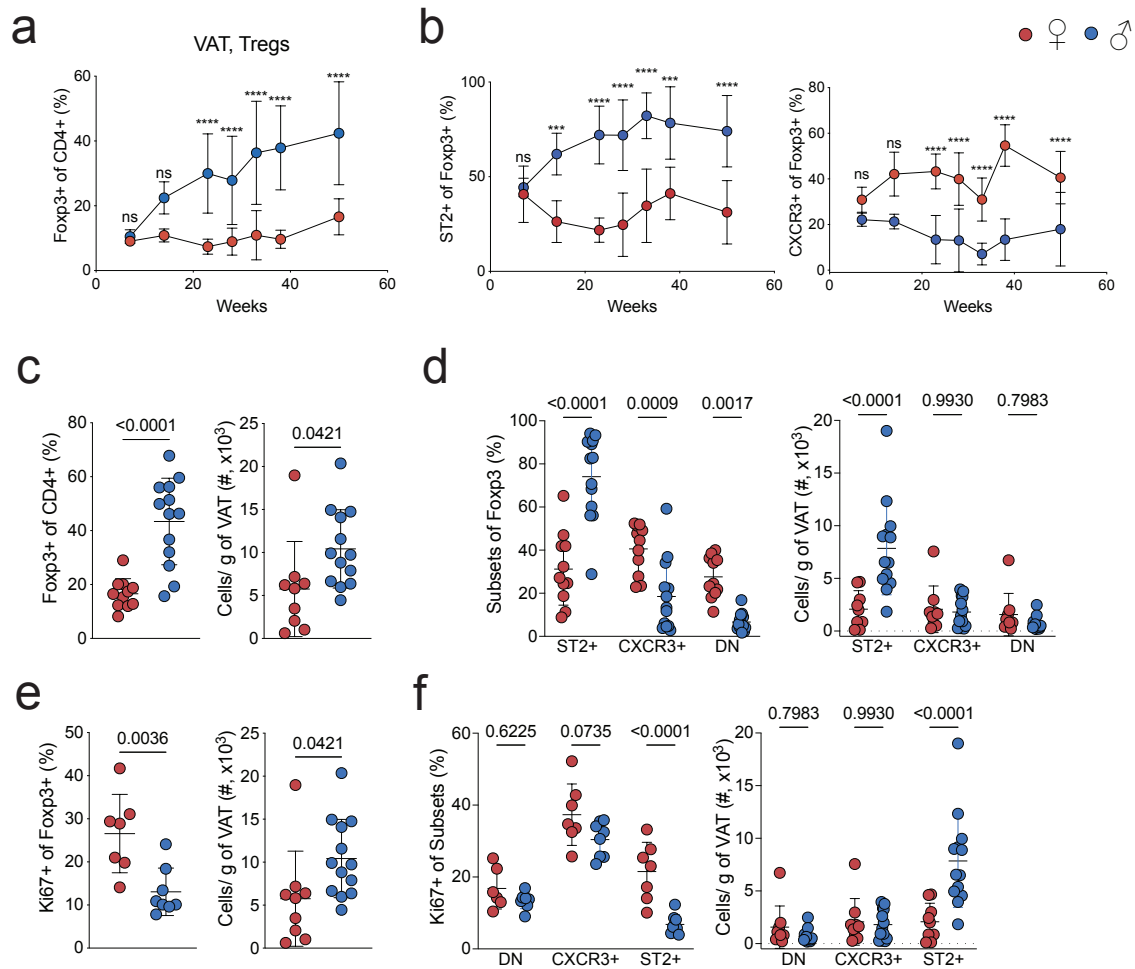 a
VAT, Tregs
Foxp3+ of CD4+ (%)
60
40
20
0
ns
ns
****
****
****
****
****
0
20
40
60
Weeks
b
♀
♂
ST2+ of Foxp3+ (%)
100
50
0
ns
***
****
****
****
***
****
0
20
40
60
Weeks
CXCR3+ of Foxp3+ (%)
80
60
40
20
0
ns
ns
****
****
****
****
****
0
20
40
60
Weeks
c
Foxp3+ of CD4+ (%)
80
60
40
20
0
<0.0001
Cells/ g of VAT (#, x10³)
25
20
15
10
5
0
0.0421
d
Subsets of Foxp3 (%)
100
80
60
40
20
0
<0.0001
0.0009
0.0017
ST2+
CXCR3+
DN
Cells/ g of VAT (#, x10³)
20
15
10
5
0
<0.0001
0.9930
0.7983
ST2+
CXCR3+
DN
e
Ki67+ of Foxp3+ (%)
50
40
30
20
10
0
0.0036
Cells/ g of VAT (#, x10³)
25
20
15
10
5
0
0.0421
f
Ki67+ of Subsets (%)
60
40
20
0
0.6225
0.0735
<0.0001
DN
CXCR3+
ST2+
Cells/ g of VAT (#, x10³)
20
15
10
5
0
0.7983
0.9930
<0.0001
DN
CXCR3+
ST2+